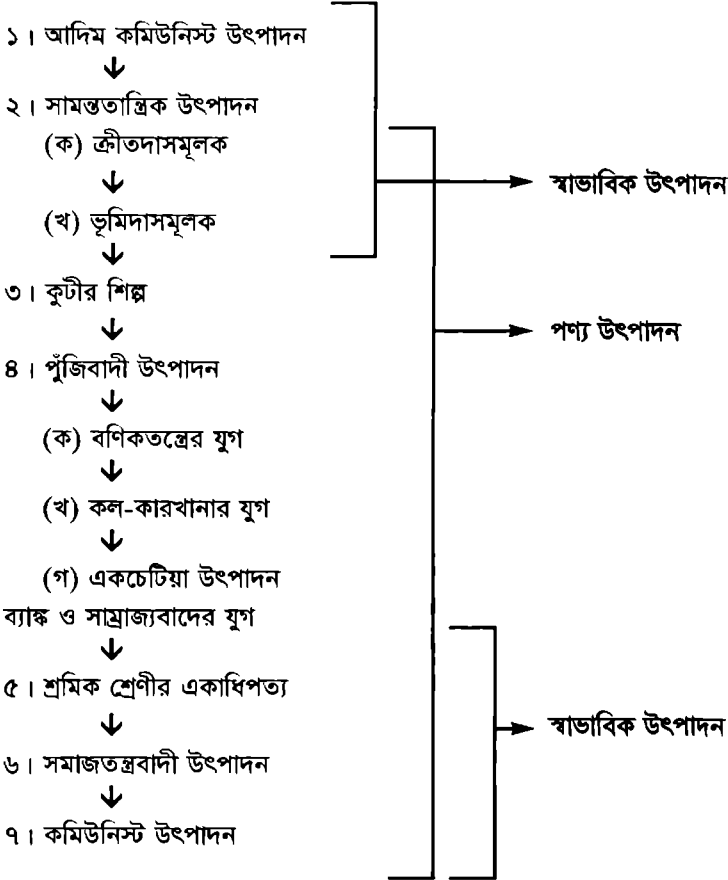 ১। আদিম কমিউনিস্ট উৎপাদন
২। সামন্ততান্ত্রিক উৎপাদন
(ক) ক্রীতদাসমূলক
স্বাভাবিক উৎপাদন
(খ) ভূমিদাসমূলক
৩। কুটীর শিল্প
পণ্য উৎপাদন
৪। পুঁজিবাদী উৎপাদন
(ক) বণিকতন্ত্রের যুগ
(খ) কল-কারখানার যুগ
(গ) একচেটিয়া উৎপাদন
ব্যাঙ্ক ও সাম্রাজ্যবাদের যুগ
৫। শ্রমিক শ্রেণীর একাধিপত্য
স্বাভাবিক উৎপাদন
৬। সমাজতন্ত্রবাদী উৎপাদন
৭। কমিউনিস্ট উৎপাদন